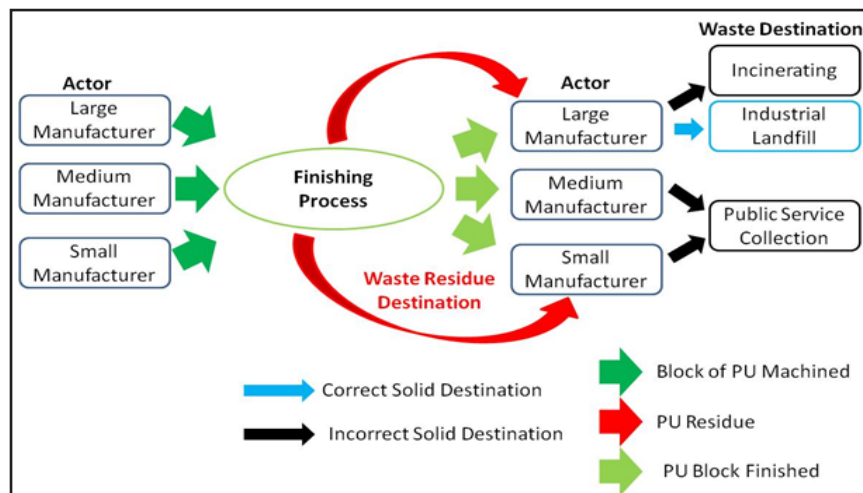 Waste Destination
Actor
Large
Manufacturer
Medium
Manufacturer
Small
Manufacturer
Finishing
Process
Waste Residue
Destination
Actor
Large
Manufacturer
Medium
Manufacturer
Small
Manufacturer
Incinerating
Industrial
Landfill
Public Service
Collection
Correct Solid Destination
Incorrect Solid Destination
Block of PU Machined
PU Residue
PU Block Finished